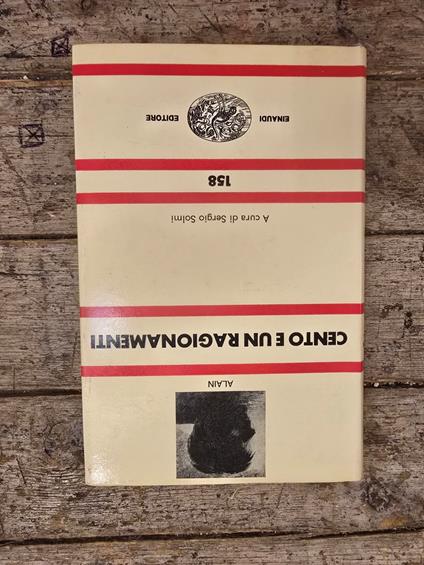 ALAIN
CENTO E UN RAGIONAMENTI
A cura di Sergio Solmi
158
EINAUDI EDITORE